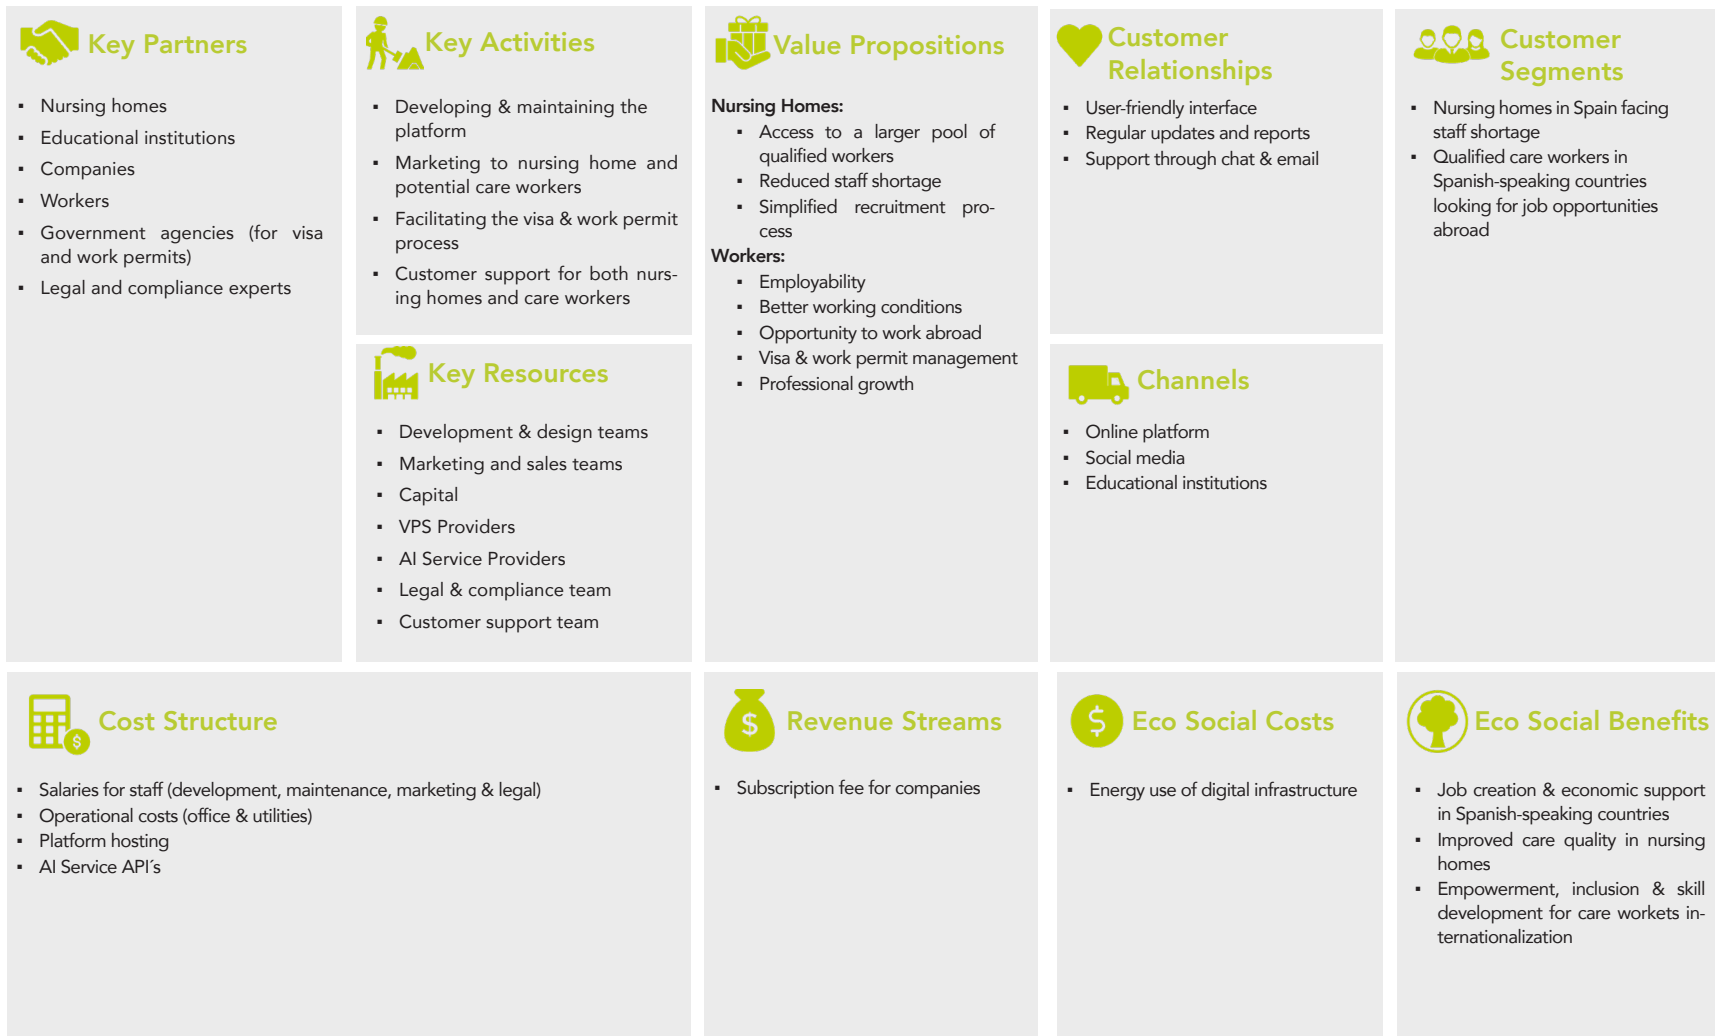 Key Partners
▪ Nursing homes
▪ Educational institutions
▪ Companies
▪ Workers
▪ Government agencies (for visa
and work permits)
▪ Legal and compliance experts
Key Activities
▪ Developing & maintaining the
platform
▪ Marketing to nursing home and
potential care workers
▪ Facilitating the visa & work permit
process
▪ Customer support for both nurs-
ing homes and care workers
Key Resources
▪ Development & design teams
▪ Marketing and sales teams
▪ Capital
▪ VPS Providers
▪ AI Service Providers
▪ Legal & compliance team
▪ Customer support team
Value Propositions
Nursing Homes:
▪ Access to a larger pool of
qualified workers
▪ Reduced staff shortage
▪ Simplified recruitment pro-
cess
Workers:
▪ Employability
▪ Better working conditions
▪ Opportunity to work abroad
▪ Visa & work permit management
▪ Professional growth
Customer
Relationships
▪ User-friendly interface
▪ Regular updates and reports
▪ Support through chat & email
Channels
▪ Online platform
▪ Social media
▪ Educational institutions
Customer
Segments
▪ Nursing homes in Spain facing
staff shortage
▪ Qualified care workers in
Spanish-speaking countries
looking for job opportunities
abroad
Cost Structure
▪ Salaries for staff (development, maintenance, marketing & legal)
▪ Operational costs (office & utilities)
▪ Platform hosting
▪ AI Service API´s
$
Revenue Streams
$
▪ Subscription fee for companies
Eco Social Costs
$
▪ Energy use of digital infrastructure
Eco Social Benefits
▪ Job creation & economic support
in Spanish-speaking countries
▪ Improved care quality in nursing
homes
▪ Empowerment, inclusion & skill
development for care workets in-
ternationalization